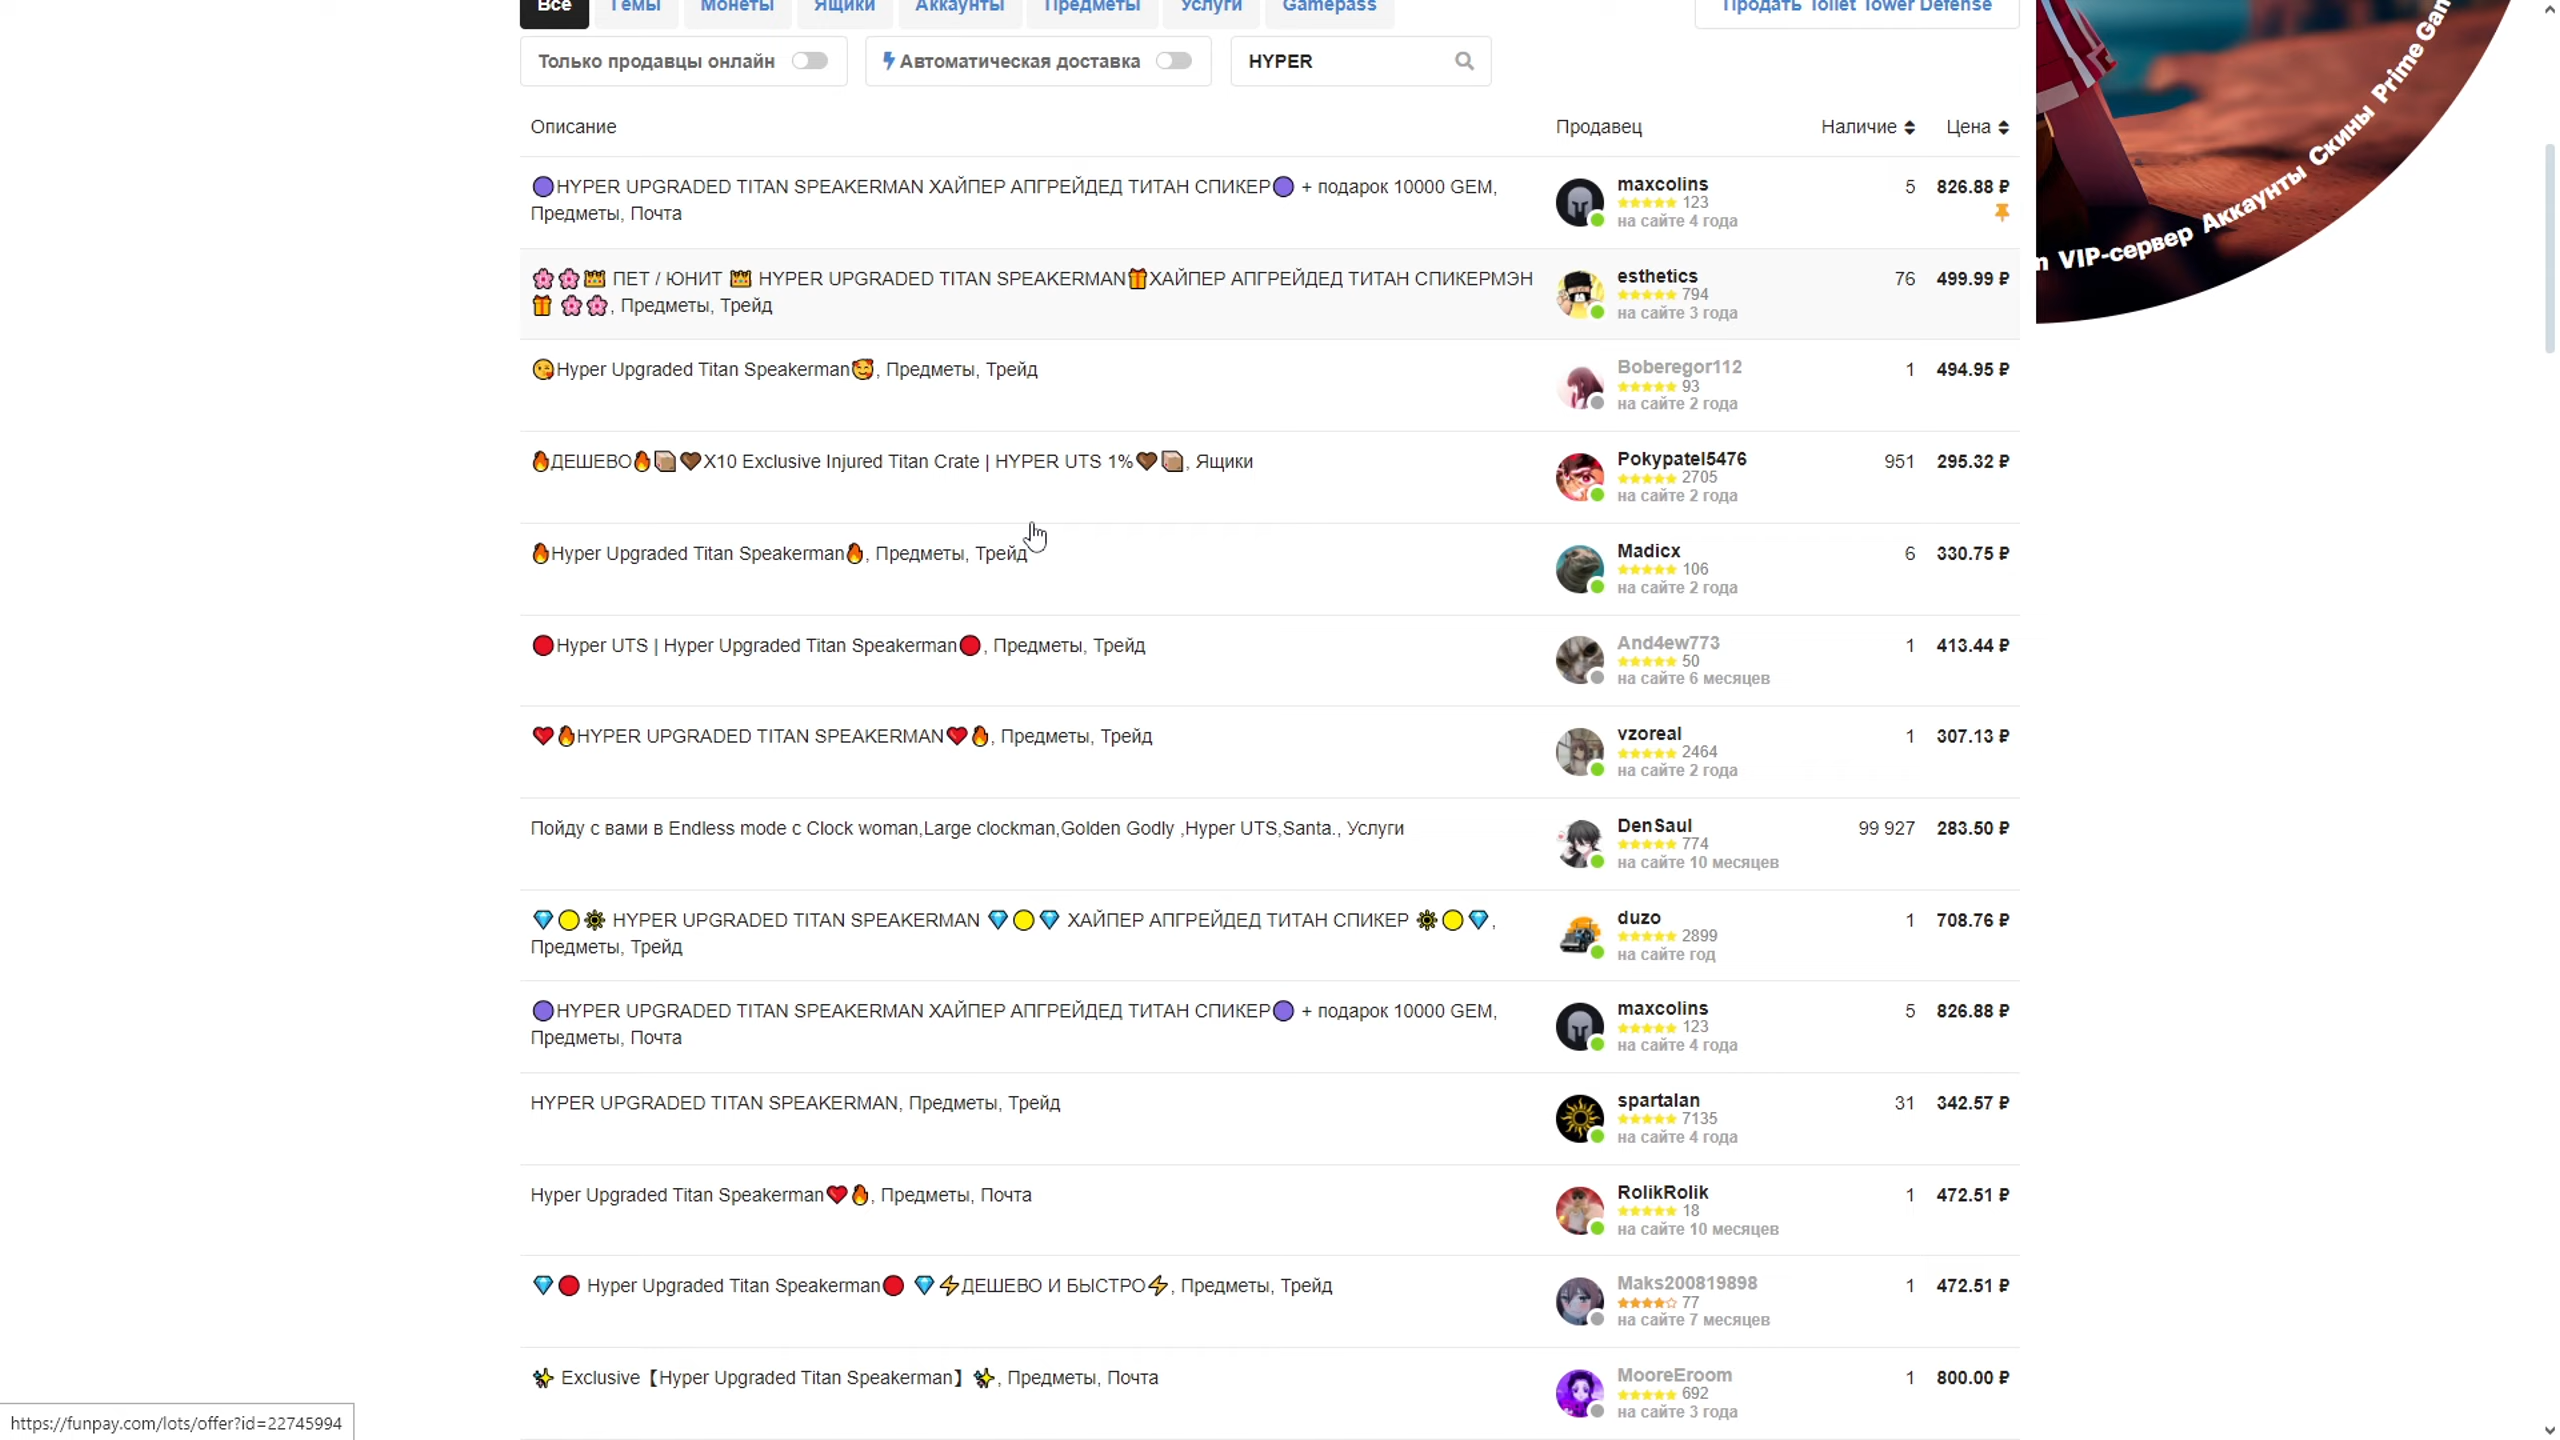 Все Гемы Монеты Ящики Аккаунты Предметы Услуги Gamepass Продать Toilet Tower Defense
Только продавцы онлайн Автоматическая доставка HYPER
Описание Продавец Наличие Цена
🟣HYPER UPGRADED TITAN SPEAKERMAN ХАЙПЕР АПГРЕЙДЕД ТИТАН СПИКЕР🟣 + подарок 10000 GEM, maxcolins 5 826.88 ₽
Предметы, Почта 123
на сайте 4 года
🌸🌸👑 ПЕТ / ЮНИТ 👑 HYPER UPGRADED TITAN SPEAKERMAN🎁ХАЙПЕР АПГРЕЙДЕД ТИТАН СПИКЕРМЭН esthetics 76 499.99 ₽
🎁 🌸🌸, Предметы, Трейд 794
на сайте 3 года
😘Hyper Upgraded Titan Speakerman🥰, Предметы, Трейд Boberegor112 1 494.95 ₽
93
на сайте 2 года
🔥ДЕШЕВО🔥📦🤎X10 Exclusive Injured Titan Crate | HYPER UTS 1%🤎📦, Ящики Pokypatel5476 951 295.32 ₽
2705
на сайте 2 года
🔥Hyper Upgraded Titan Speakerman🔥, Предметы, Трейд Madicx 6 330.75 ₽
106
на сайте 2 года
🔴Hyper UTS | Hyper Upgraded Titan Speakerman🔴, Предметы, Трейд And4ew773 1 413.44 ₽
50
на сайте 6 месяцев
❤️🔥HYPER UPGRADED TITAN SPEAKERMAN❤️🔥, Предметы, Трейд vzoreal 1 307.13 ₽
2464
на сайте 2 года
Пойду с вами в Endless mode с Clock woman,Large clockman,Golden Godly ,Hyper UTS,Santa., Услуги DenSaul 99 927 283.50 ₽
774
на сайте 10 месяцев
💎🟡🔆 HYPER UPGRADED TITAN SPEAKERMAN 💎🟡💎 ХАЙПЕР АПГРЕЙДЕД ТИТАН СПИКЕР 🔆🟡💎, duzo 1 708.76 ₽
Предметы, Трейд 2899
на сайте год
🟣HYPER UPGRADED TITAN SPEAKERMAN ХАЙПЕР АПГРЕЙДЕД ТИТАН СПИКЕР🟣 + подарок 10000 GEM, maxcolins 5 826.88 ₽
Предметы, Почта 123
на сайте 4 года
HYPER UPGRADED TITAN SPEAKERMAN, Предметы, Трейд spartalan 31 342.57 ₽
7135
на сайте 4 года
Hyper Upgraded Titan Speakerman❤️🔥, Предметы, Почта RolikRolik 1 472.51 ₽
18
на сайте 10 месяцев
💎🔴 Hyper Upgraded Titan Speakerman🔴 💎⚡ДЕШЕВО И БЫСТРО⚡, Предметы, Трейд Maks200819898 1 472.51 ₽
77
на сайте 7 месяцев
✨ Exclusive【Hyper Upgraded Titan Speakerman】✨, Предметы, Почта MooreEroom 1 800.00 ₽
692
на сайте 3 года
VIP-сервер Аккаунты Скины Prime
https://funpay.com/lots/offer?id=22745994